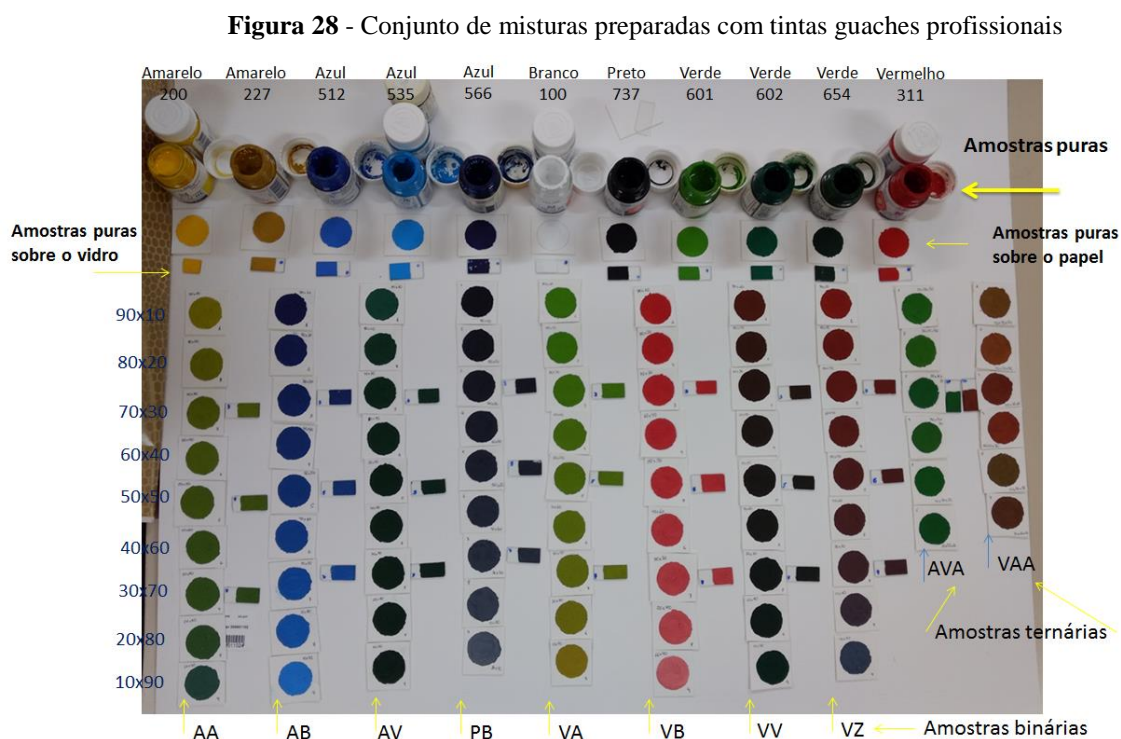 Figura 28 - Conjunto de misturas preparadas com tintas guaches profissionais
Amarelo Amarelo Azul Azul Azul Branco Preto Verde Verde Verde Vermelho
200 227 512 535 566 100 737 601 602 654 311
Amostras puras
Amostras puras
sobre o vidro
Amostras puras
sobre o papel
90x10
80x20
70x30
60x40
50x50
40x60
30x70
20x80
10x90
AVA
VAA
Amostras ternárias
AA AB AV PB VA VB VV VZ
Amostras binárias